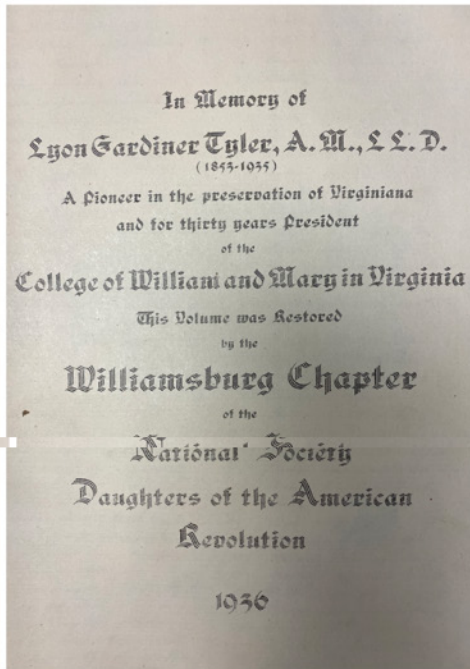 In Memory of
Lyon Gardiner Tyler, A. M., L L. D.
(1853-1935)
A Pioneer in the preservation of Virginiana
and for thirty years President
of the
College of William and Mary in Virginia
This Volume was Restored
by the
Williamsburg Chapter
of the
National Society
Daughters of the American
Revolution
1936